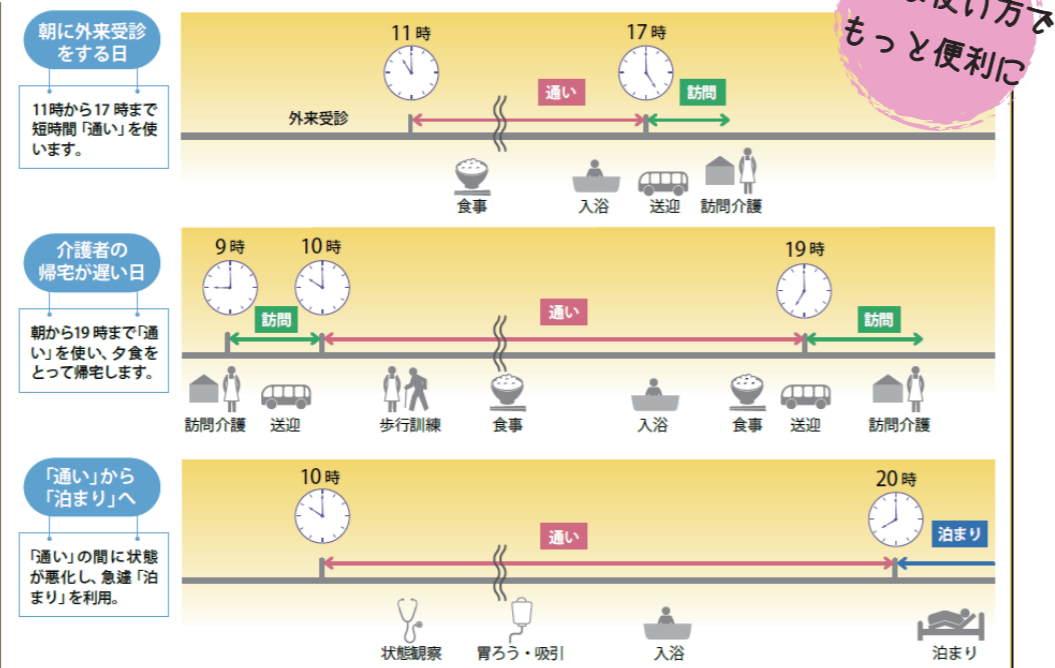 は使い方で
もっと便利に
朝に外来受診
をする日
11時から17時まで
短時間「通い」を使
います。
11時
17時
通い
訪問
外来受診
食事
入浴
送迎
訪問介護
介護者の
帰宅が遅い日
朝から19時まで「通
い」を使い、夕食を
とって帰宅します。
9時
10時
19時
訪問
通い
訪問
訪問介護
送迎
歩行訓練
食事
入浴
食事
送迎
訪問介護
「通い」から
「泊まり」へ
「通い」の間に状態
が悪化し、急遽「泊
まり」を利用。
10時
20時
通い
泊まり
状態観察
胃ろう・吸引
入浴
泊まり